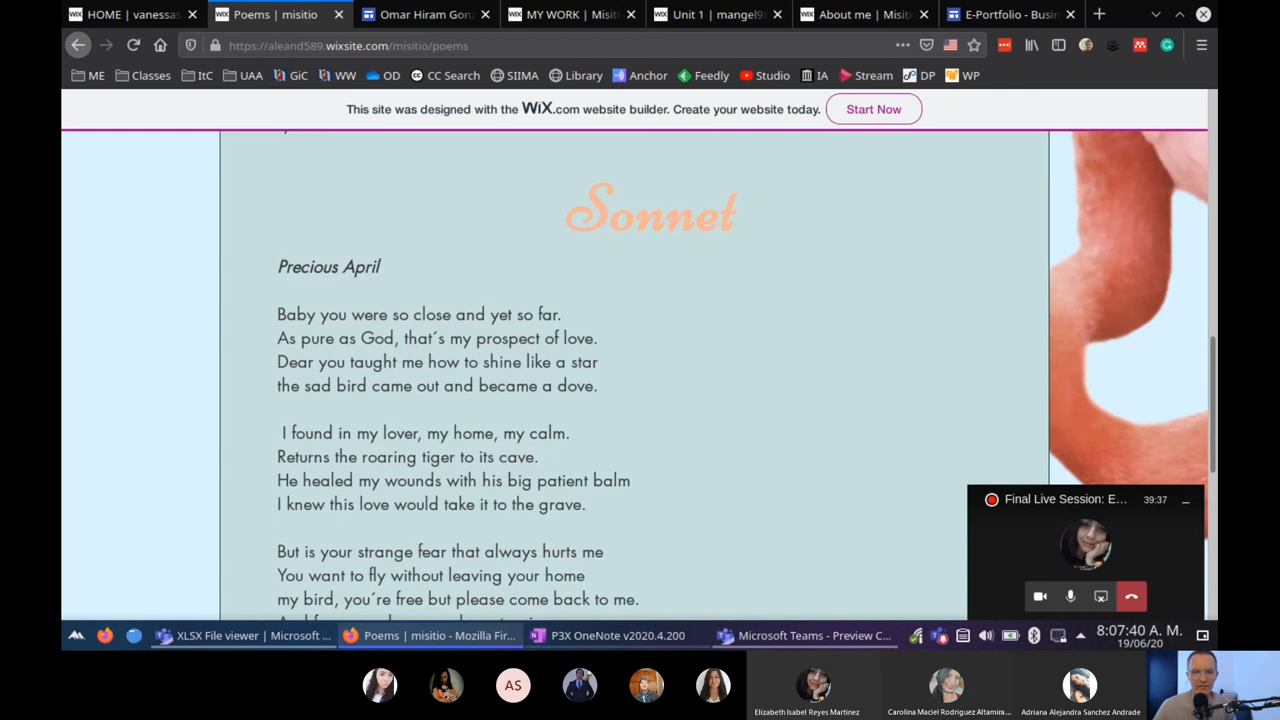 HOME | vanessas
Poems | misitio
Omar Hiram Gon
MY WORK | Misiti
Unit 1 | mangel9
About me | Misiti
E-Portfolio - Busin
https://aleand589.wixsite.com/misitio/poems
ME
Classes
ItC
UAA
GiC
WW
OD
CC Search
SIIMA
Library
Anchor
Feedly
Studio
IA
Stream
DP
WP
This site was designed with the WiX.com website builder. Create your website today.
Start Now
Sonnet
Precious April
Baby you were so close and yet so far.
As pure as God, that´s my prospect of love.
Dear you taught me how to shine like a star
the sad bird came out and became a dove.
I found in my lover, my home, my calm.
Returns the roaring tiger to its cave.
He healed my wounds with his big patient balm
I knew this love would take it to the grave.
But is your strange fear that always hurts me
You want to fly without leaving your home
my bird, you´re free but please come back to me.
Final Live Session: E...
39:37
XLSX File viewer | Microsoft ...
Poems | misitio - Mozilla Fir...
P3X OneNote v2020.4.200
Microsoft Teams - Preview C...
8:07:40 A. M.
19/06/20
AS
Elizabeth Isabel Reyes Martinez
Carolina Maciel Rodriguez Altamira...
Adriana Alejandra Sanchez Andrade